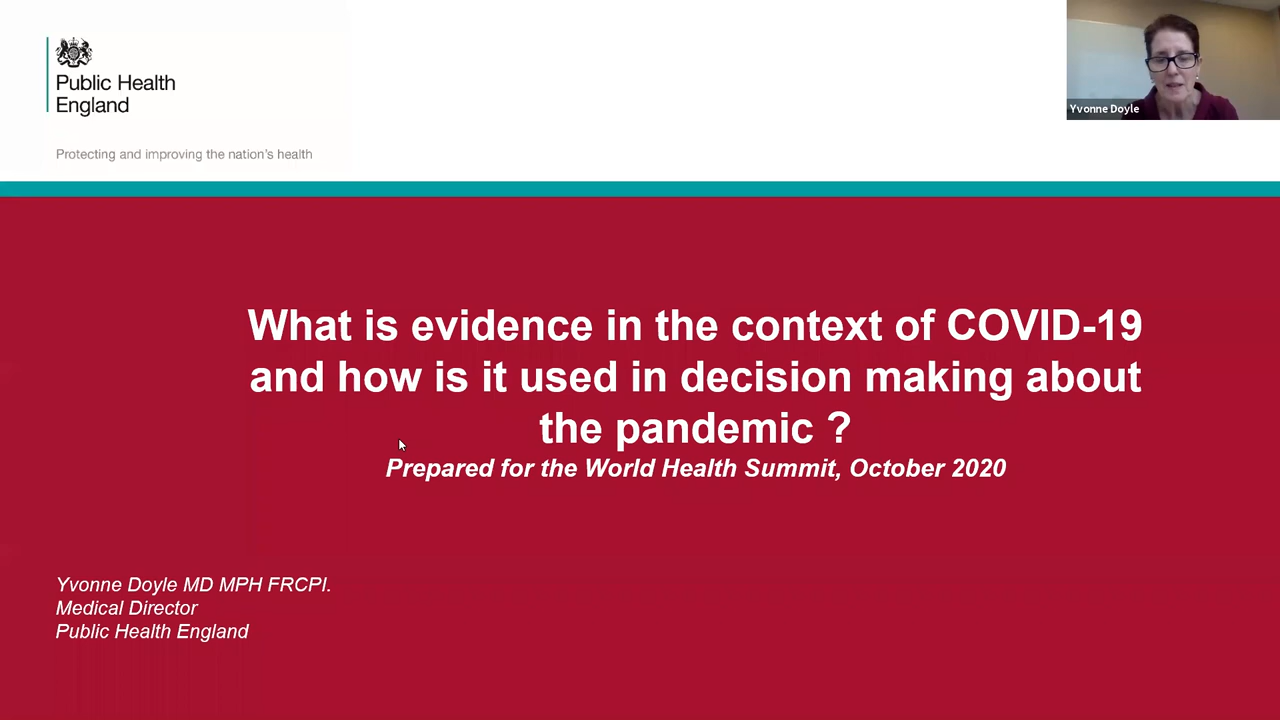 Public Health
England
Yvonne Doyle
Protecting and improving the nation's health
What is evidence in the context of COVID-19
and how is it used in decision making about
the pandemic ?
Prepared for the World Health Summit, October 2020
Yvonne Doyle MD MPH FRCPI.
Medical Director
Public Health England